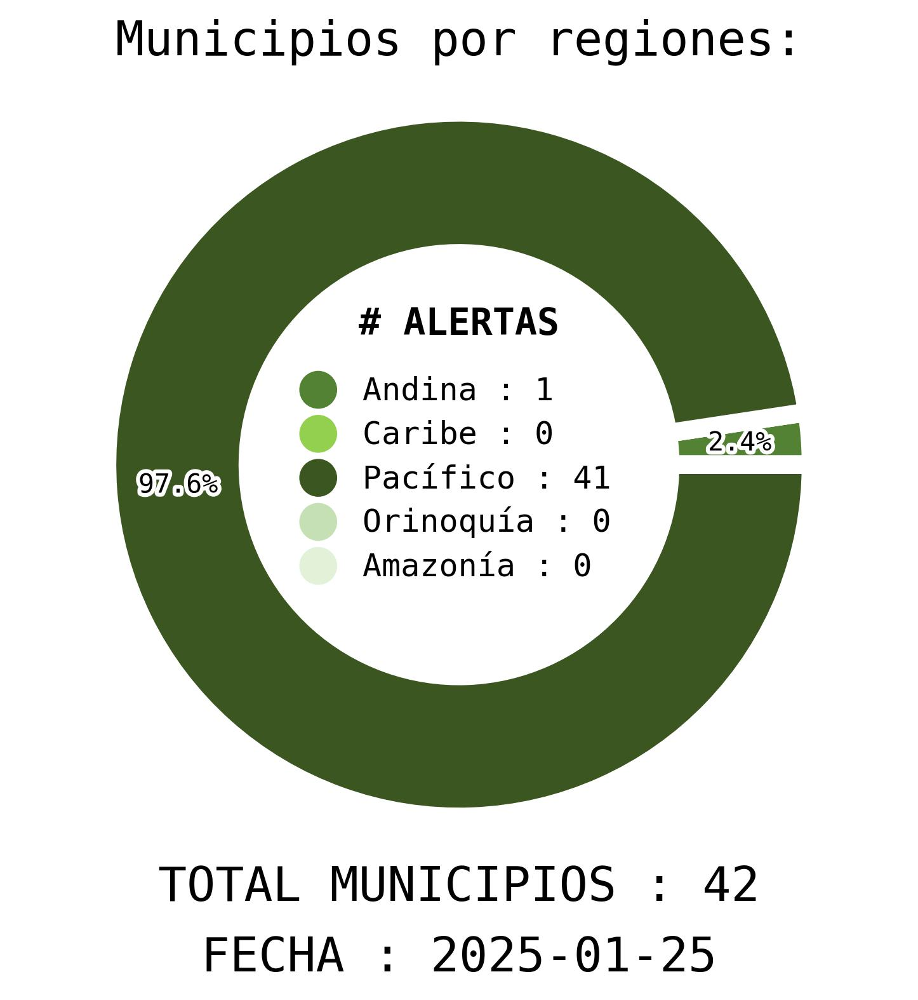 Municipios por regiones:
# ALERTAS
Andina : 1
Caribe : 0
Pacífico : 41
Orinoquía : 0
Amazonía : 0
2.4%
97.6%
TOTAL MUNICIPIOS : 42
FECHA : 2025-01-25